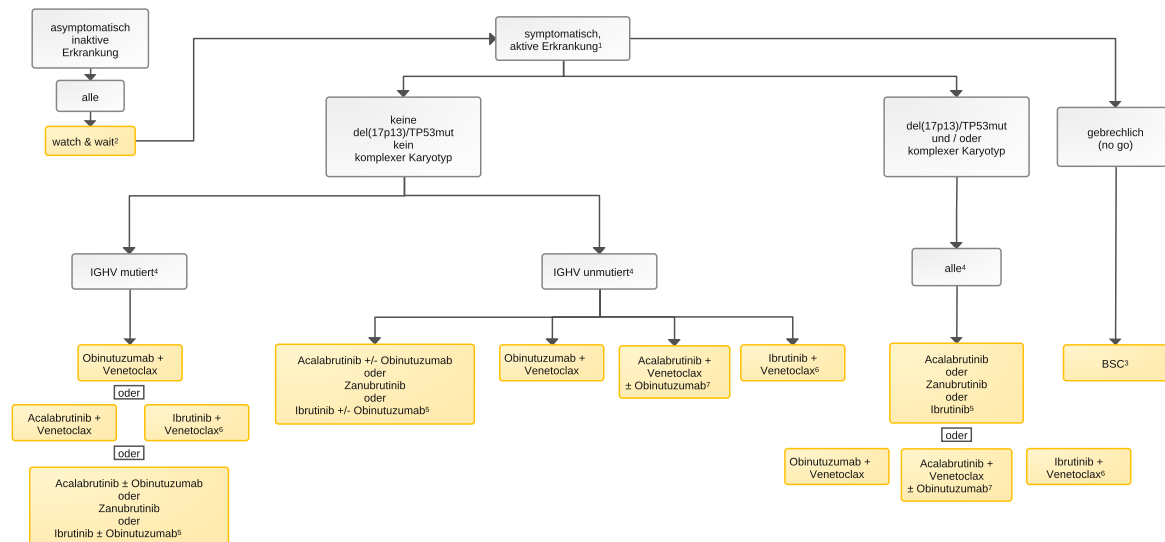 asymptomatisch
inaktive
Erkrankung
alle
watch & wait²
symptomatisch,
aktive Erkrankung¹
keine
del(17p13)/TP53mut
kein
komplexer Karyotyp
del(17p13)/TP53mut
und / oder
komplexer Karyotyp
gebrechlich
(no go)
IGHV mutiert⁴
IGHV unmutiert⁴
alle⁴
Obinutuzumab +
Venetoclax
oder
Acalabrutinib +
Venetoclax
Ibrutinib +
Venetoclax⁶
oder
Acalabrutinib ± Obinutuzumab
oder
Zanubrutinib
oder
Ibrutinib ± Obinutuzumab⁵
Acalabrutinib +/- Obinutuzumab
oder
Zanubrutinib
oder
Ibrutinib +/- Obinutuzumab⁵
Obinutuzumab +
Venetoclax
Acalabrutinib +
Venetoclax
± Obinutuzumab⁷
Ibrutinib +
Venetoclax⁶
Acalabrutinib
oder
Zanubrutinib
oder
Ibrutinib⁵
oder
Obinutuzumab +
Venetoclax
Acalabrutinib +
Venetoclax
± Obinutuzumab⁷
Ibrutinib +
Venetoclax⁶
BSC³